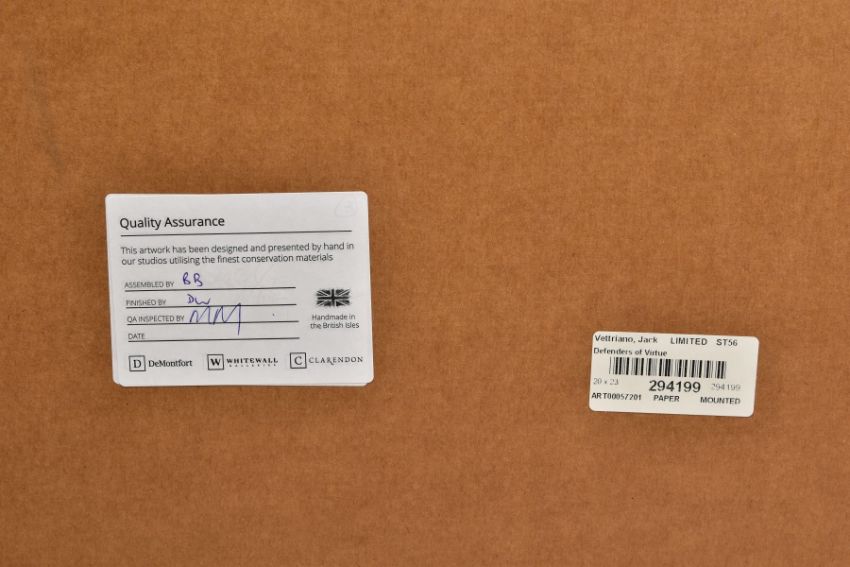 Quality Assurance
This artwork has been designed and presented by hand in
our studios utilising the finest conservation materials
ASSEMBLED BY BB
FINISHED BY DW
QA INSPECTED BY MM
DATE
Handmade in
the British Isles
D DeMontfort W WHITEWALL GALLERIES C CLARENDON
Vettriano, Jack LIMITED ST56
Defenders of Virtue
20 x 23 294199 294199
ART00057201 PAPER MOUNTED